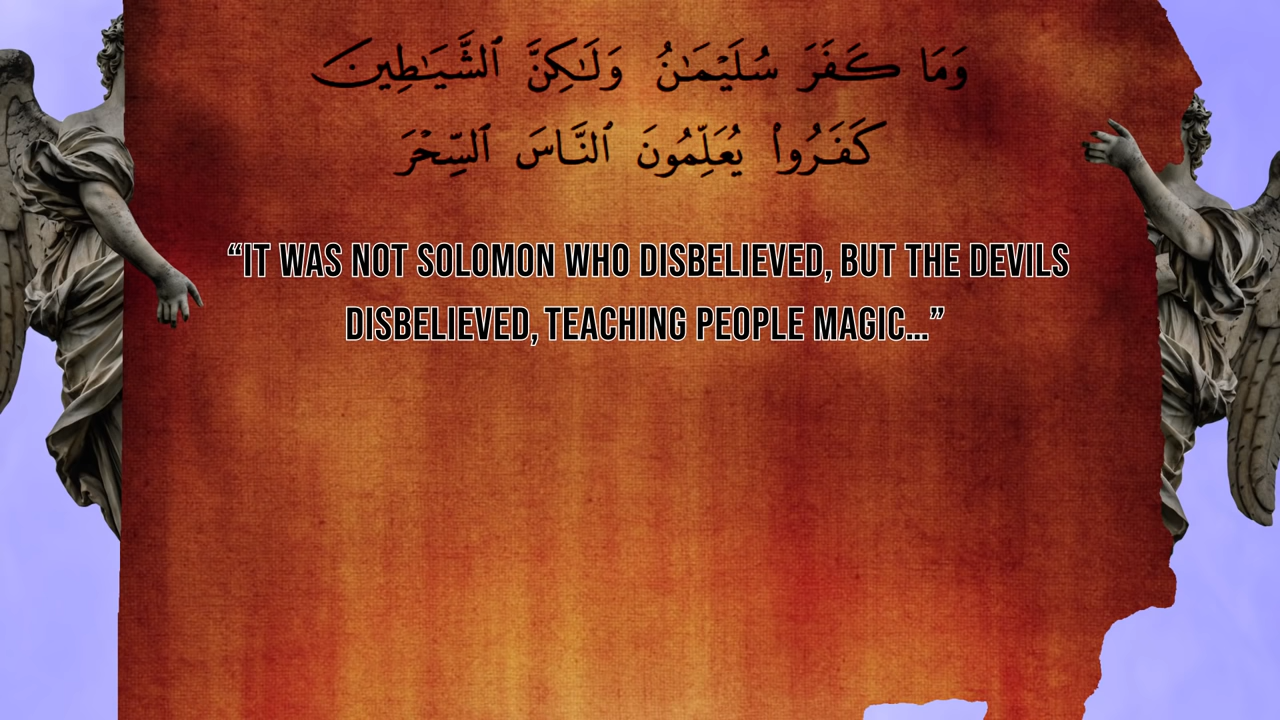 وَمَا كَفَرَ سُلَيْمَـٰنُ وَلَـٰكِنَّ ٱلشَّيَـٰطِينَ
كَفَرُوا۟ يُعَلِّمُونَ ٱلنَّاسَ ٱلسِّحْرَ
“IT WAS NOT SOLOMON WHO DISBELIEVED, BUT THE DEVILS
DISBELIEVED, TEACHING PEOPLE MAGIC...”